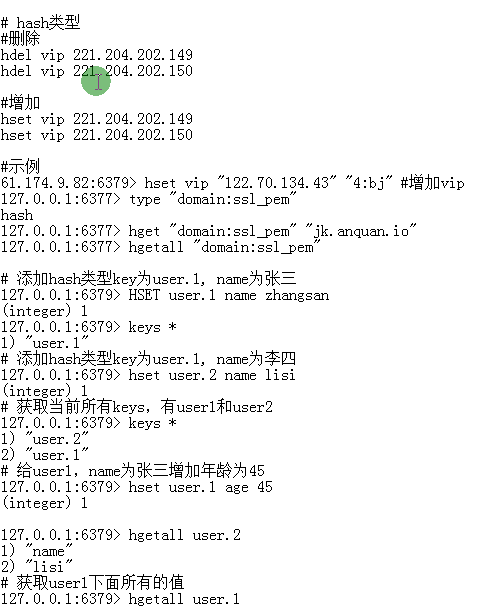 # hash类型
#删除
hdel vip 221.204.202.149
hdel vip 221.204.202.150
#增加
hset vip 221.204.202.149
hset vip 221.204.202.150
#示例
61.174.9.82:6379> hset vip "122.70.134.43" "4:bj" #增加vip
127.0.0.1:6377> type "domain:ssl_pem"
hash
127.0.0.1:6377> hget "domain:ssl_pem" "jk.anquan.io"
127.0.0.1:6377> hgetall "domain:ssl_pem"
# 添加hash类型key为user.1, name为张三
127.0.0.1:6379> HSET user.1 name zhangsan
(integer) 1
127.0.0.1:6379> keys *
1) "user.1"
# 添加hash类型key为user.1, name为李四
127.0.0.1:6379> hset user.2 name lisi
(integer) 1
# 获取当前所有keys，有user1和user2
127.0.0.1:6379> keys *
1) "user.2"
2) "user.1"
# 给user1，name为张三增加年龄为45
127.0.0.1:6379> hset user.1 age 45
(integer) 1
127.0.0.1:6379> hgetall user.2
1) "name"
2) "lisi"
# 获取user1下面所有的值
127.0.0.1:6379> hgetall user.1